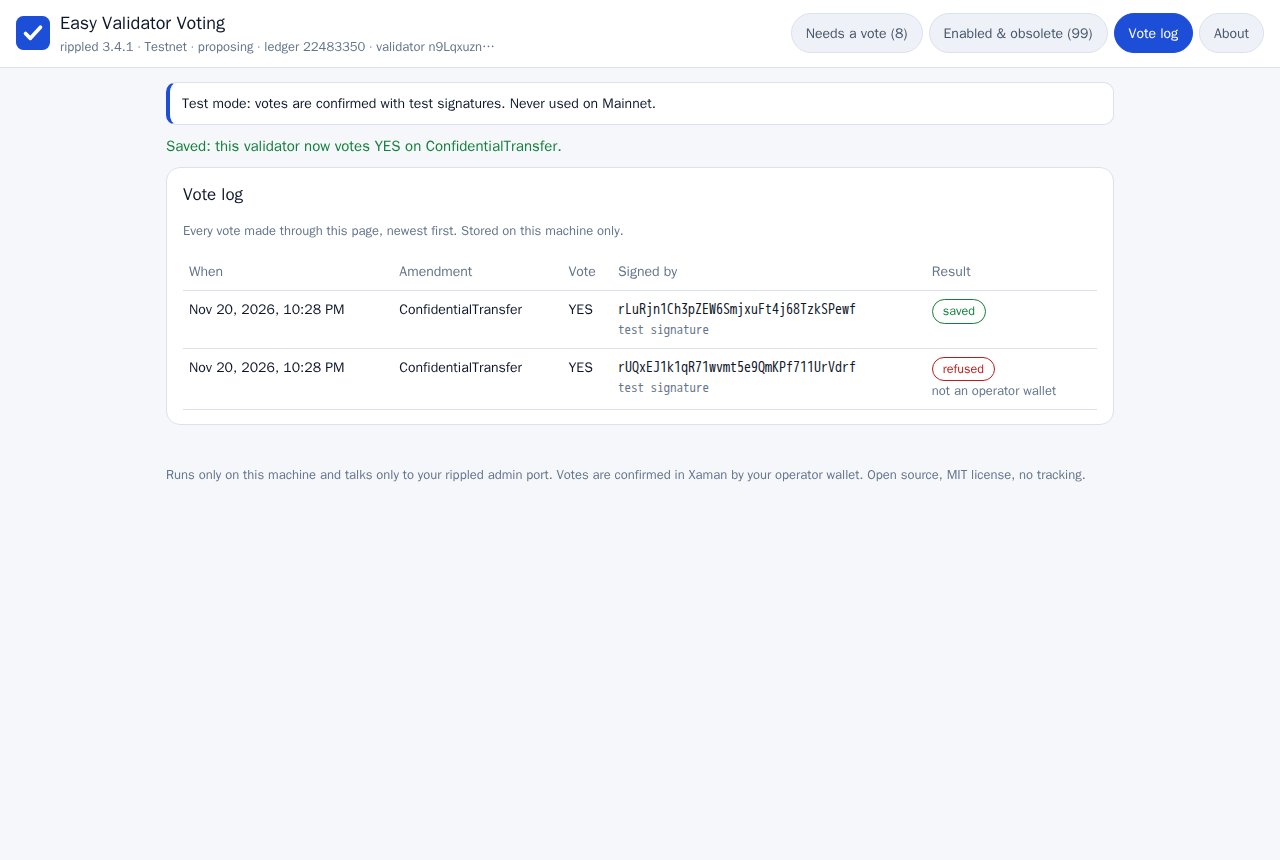 Easy Validator Voting
rippled 3.4.1 · Testnet · proposing · ledger 22483350 · validator n9Lqxuzn…
Needs a vote (8)
Enabled & obsolete (99)
Vote log
About
Test mode: votes are confirmed with test signatures. Never used on Mainnet.
Saved: this validator now votes YES on ConfidentialTransfer.
Vote log
Every vote made through this page, newest first. Stored on this machine only.
When Amendment Vote Signed by Result
Nov 20, 2026, 10:28 PM ConfidentialTransfer YES rLuRjn1Ch3pZEW6SmjxuFt4j68TzkSPewf saved
test signature
Nov 20, 2026, 10:28 PM ConfidentialTransfer YES rUQxEJ1k1qR71wvmt5e9QmKPf711UrVdrf refused
test signature not an operator wallet
Runs only on this machine and talks only to your rippled admin port. Votes are confirmed in Xaman by your operator wallet. Open source, MIT license, no tracking.